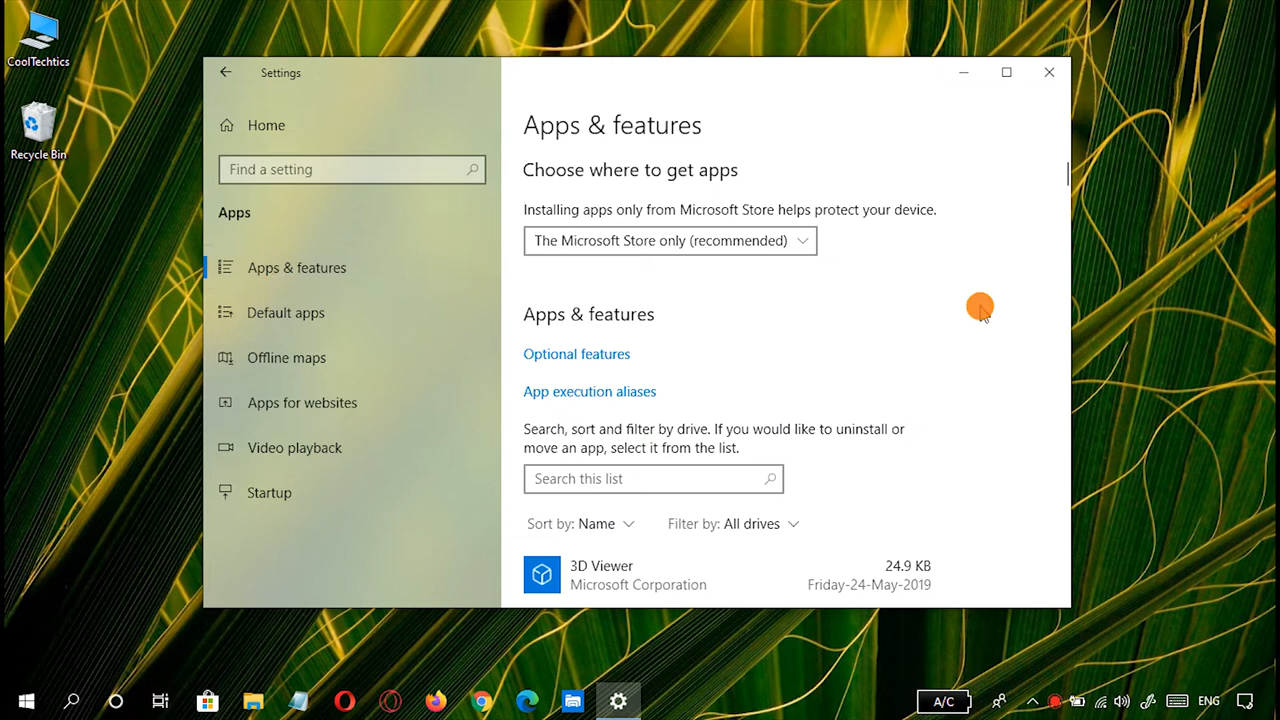 CoolTechtics
Recycle Bin
Settings
Home
Find a setting
Apps
Apps & features
Default apps
Offline maps
Apps for websites
Video playback
Startup
Apps & features
Choose where to get apps
Installing apps only from Microsoft Store helps protect your device.
The Microsoft Store only (recommended)
Apps & features
Optional features
App execution aliases
Search, sort and filter by drive. If you would like to uninstall or
move an app, select it from the list.
Search this list
Sort by: Name Filter by: All drives
3D Viewer 24.9 KB
Microsoft Corporation Friday-24-May-2019
A/C ENG